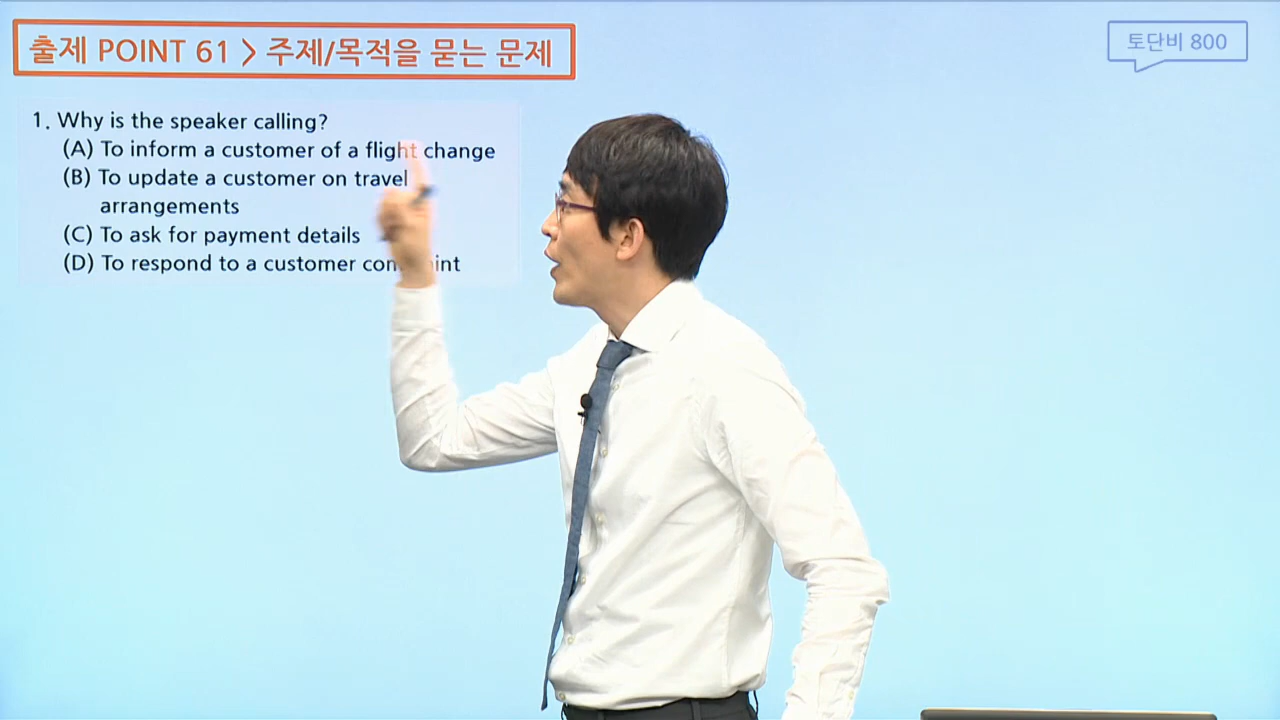 출제 POINT 61 > 주제/목적을 묻는 문제
토단비 800
1. Why is the speaker calling?
(A) To inform a customer of a flight change
(B) To update a customer on travel
arrangements
(C) To ask for payment details
(D) To respond to a customer